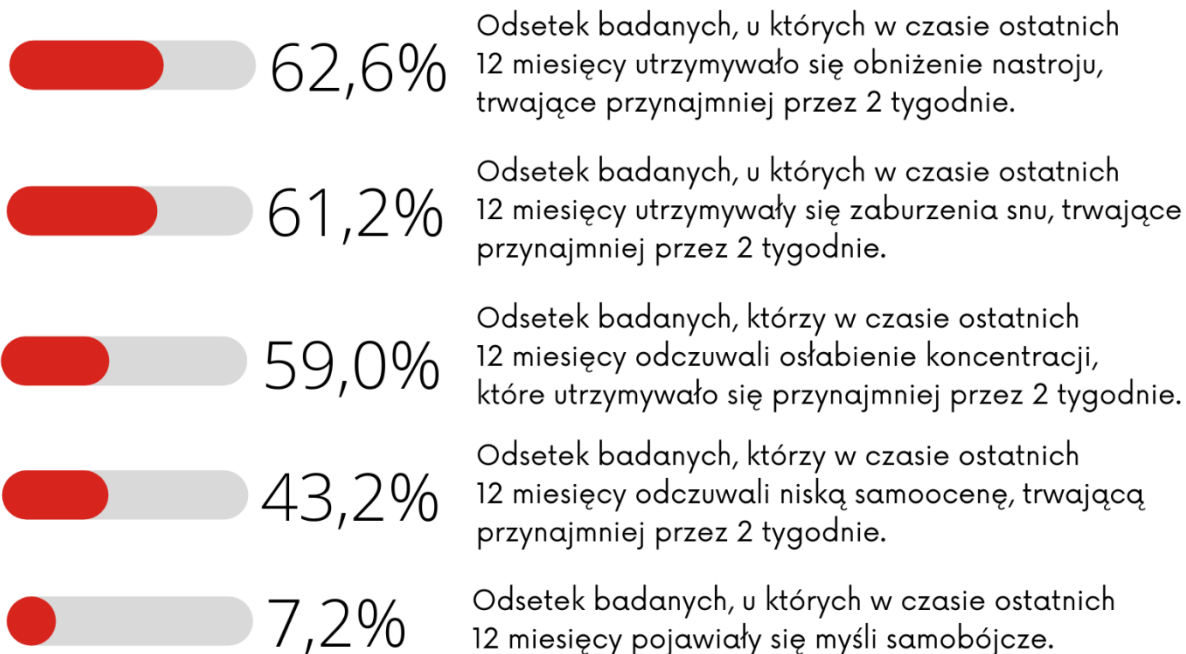 62,6%
Odsetek badanych, u których w czasie ostatnich
12 miesięcy utrzymywało się obniżenie nastroju,
trwające przynajmniej przez 2 tygodnie.
61,2%
Odsetek badanych, u których w czasie ostatnich
12 miesięcy utrzymywały się zaburzenia snu, trwające
przynajmniej przez 2 tygodnie.
59,0%
Odsetek badanych, którzy w czasie ostatnich
12 miesięcy odczuwali osłabienie koncentracji,
które utrzymywało się przynajmniej przez 2 tygodnie.
43,2%
Odsetek badanych, którzy w czasie ostatnich
12 miesięcy odczuwali niską samoocenę, trwającą
przynajmniej przez 2 tygodnie.
7,2%
Odsetek badanych, u których w czasie ostatnich
12 miesięcy pojawiały się myśli samobójcze.